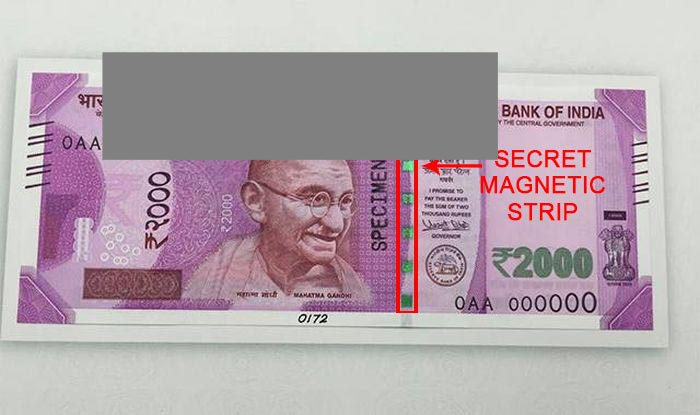 भार
BANK OF INDIA
BY THE CENTRAL GOVERNMENT
0AA
SECRET
MAGNETIC
STRIP
I PROMISE TO
PAY THE BEARER
THE SUM OF TWO
THOUSAND RUPEES
GOVERNOR
₹2000
₹2000
SPECIMEN
₹2000
महात्मा गांधी
MAHATMA GANDHI
0AA 000000
0172